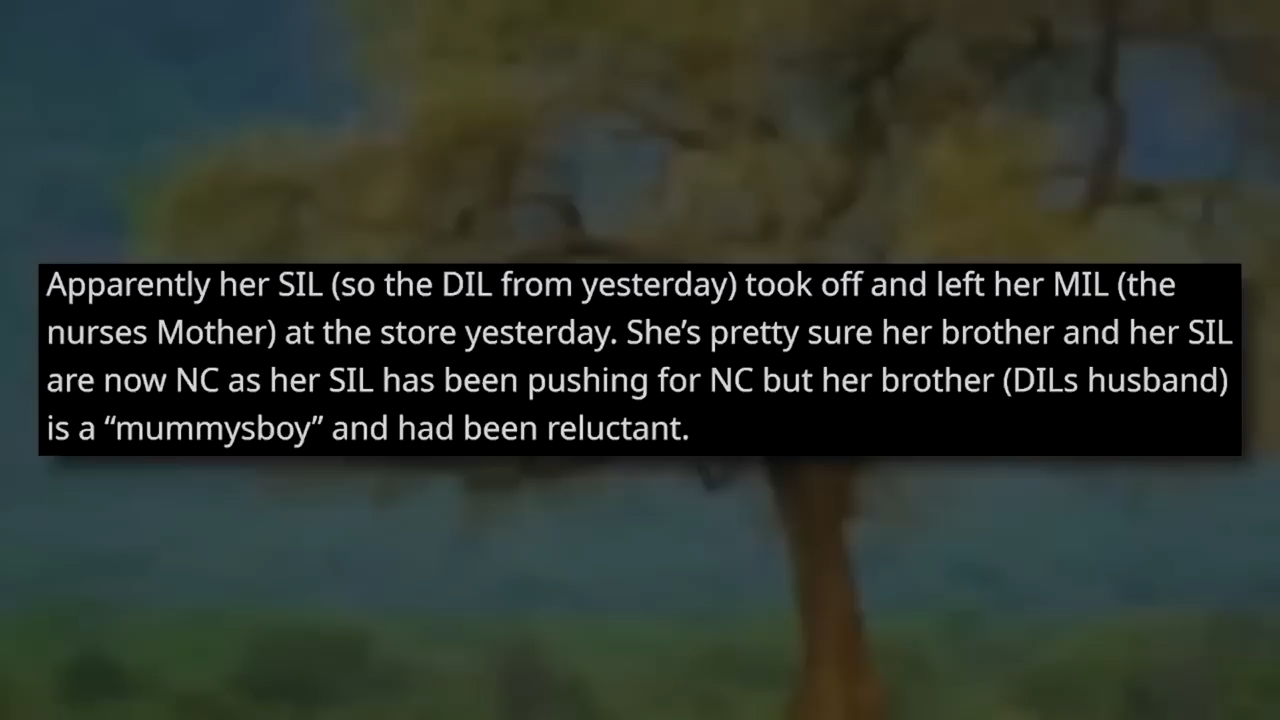 Apparently her SIL (so the DIL from yesterday) took off and left her MIL (the
nurses Mother) at the store yesterday. She’s pretty sure her brother and her SIL
are now NC as her SIL has been pushing for NC but her brother (DILs husband)
is a “mummysboy” and had been reluctant.